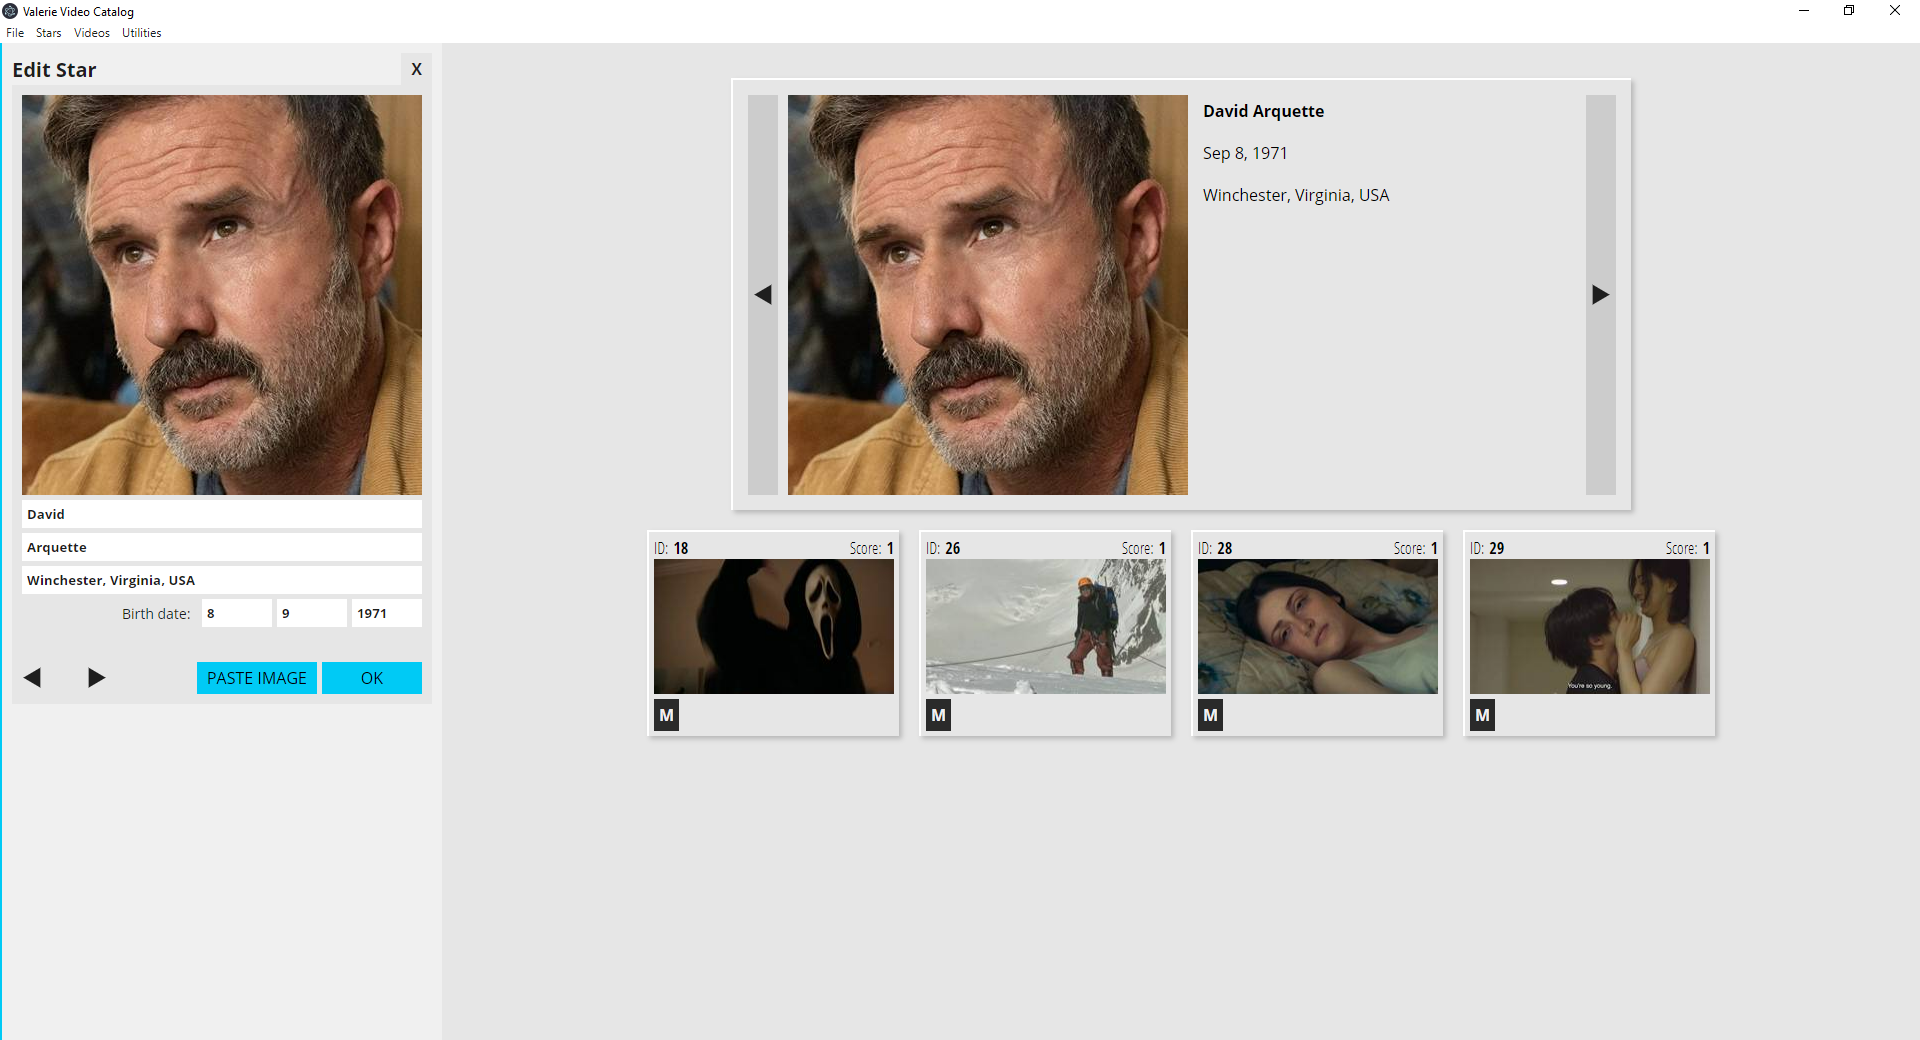 Valerie Video Catalog
File Stars Videos Utilities
Edit Star
X
David
Arquette
Winchester, Virginia, USA
Birth date: 8 9 1971
PASTE IMAGE OK
David Arquette
Sep 8, 1971
Winchester, Virginia, USA
ID: 18 Score: 1
M
ID: 26 Score: 1
M
ID: 28 Score: 1
M
ID: 29 Score: 1
You're so young.
M